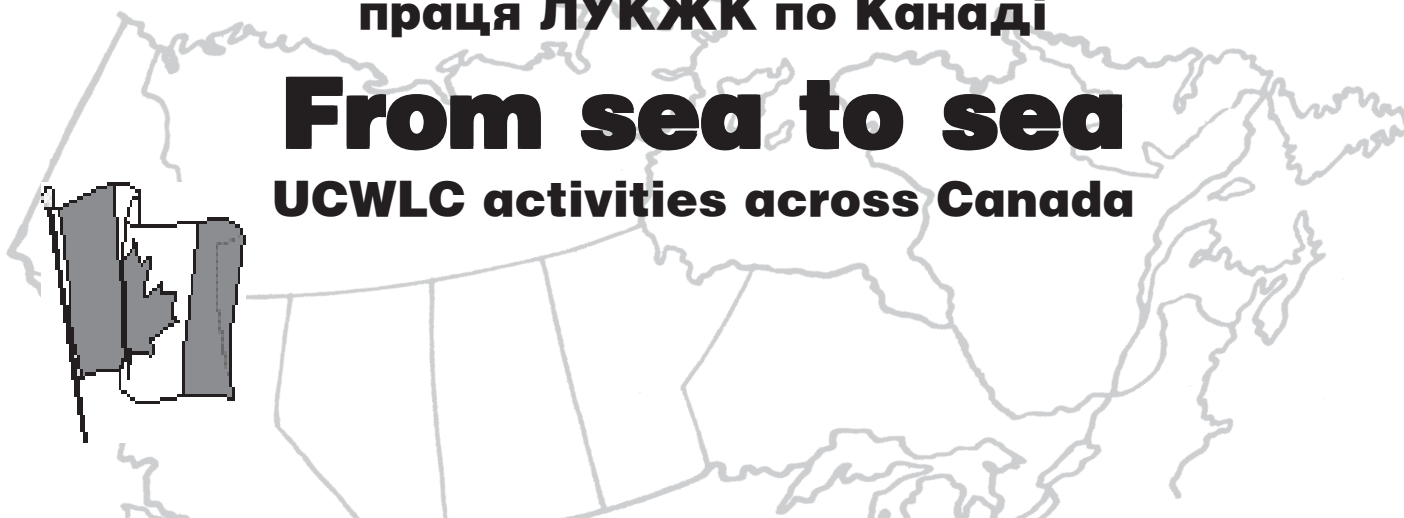 праця ЛУКЖК по Канаді
From sea to sea
UCWLC activities across Canada